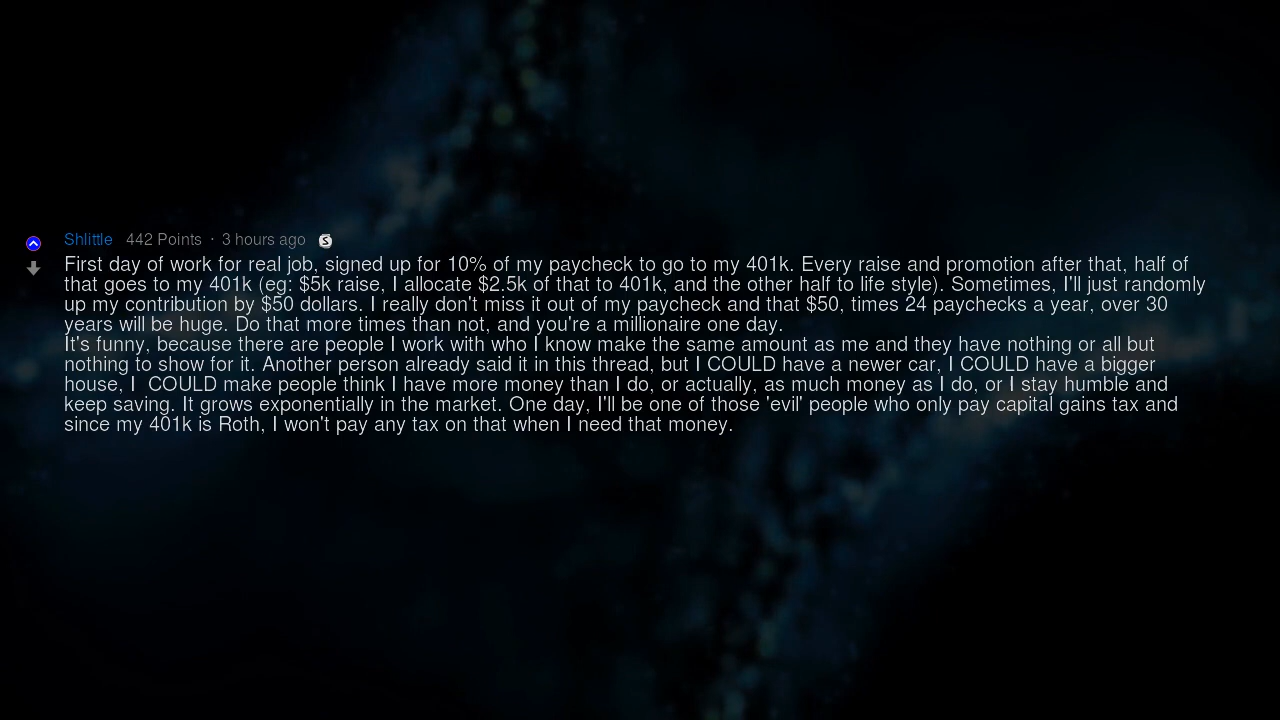 Shlittle 442 Points · 3 hours ago S
First day of work for real job, signed up for 10% of my paycheck to go to my 401k. Every raise and promotion after that, half of
that goes to my 401k (eg: $5k raise, I allocate $2.5k of that to 401k, and the other half to life style). Sometimes, I'll just randomly
up my contribution by $50 dollars. I really don't miss it out of my paycheck and that $50, times 24 paychecks a year, over 30
years will be huge. Do that more times than not, and you're a millionaire one day.
It's funny, because there are people I work with who I know make the same amount as me and they have nothing or all but
nothing to show for it. Another person already said it in this thread, but I COULD have a newer car, I COULD have a bigger
house, I  COULD make people think I have more money than I do, or actually, as much money as I do, or I stay humble and
keep saving. It grows exponentially in the market. One day, I'll be one of those 'evil' people who only pay capital gains tax and
since my 401k is Roth, I won't pay any tax on that when I need that money.